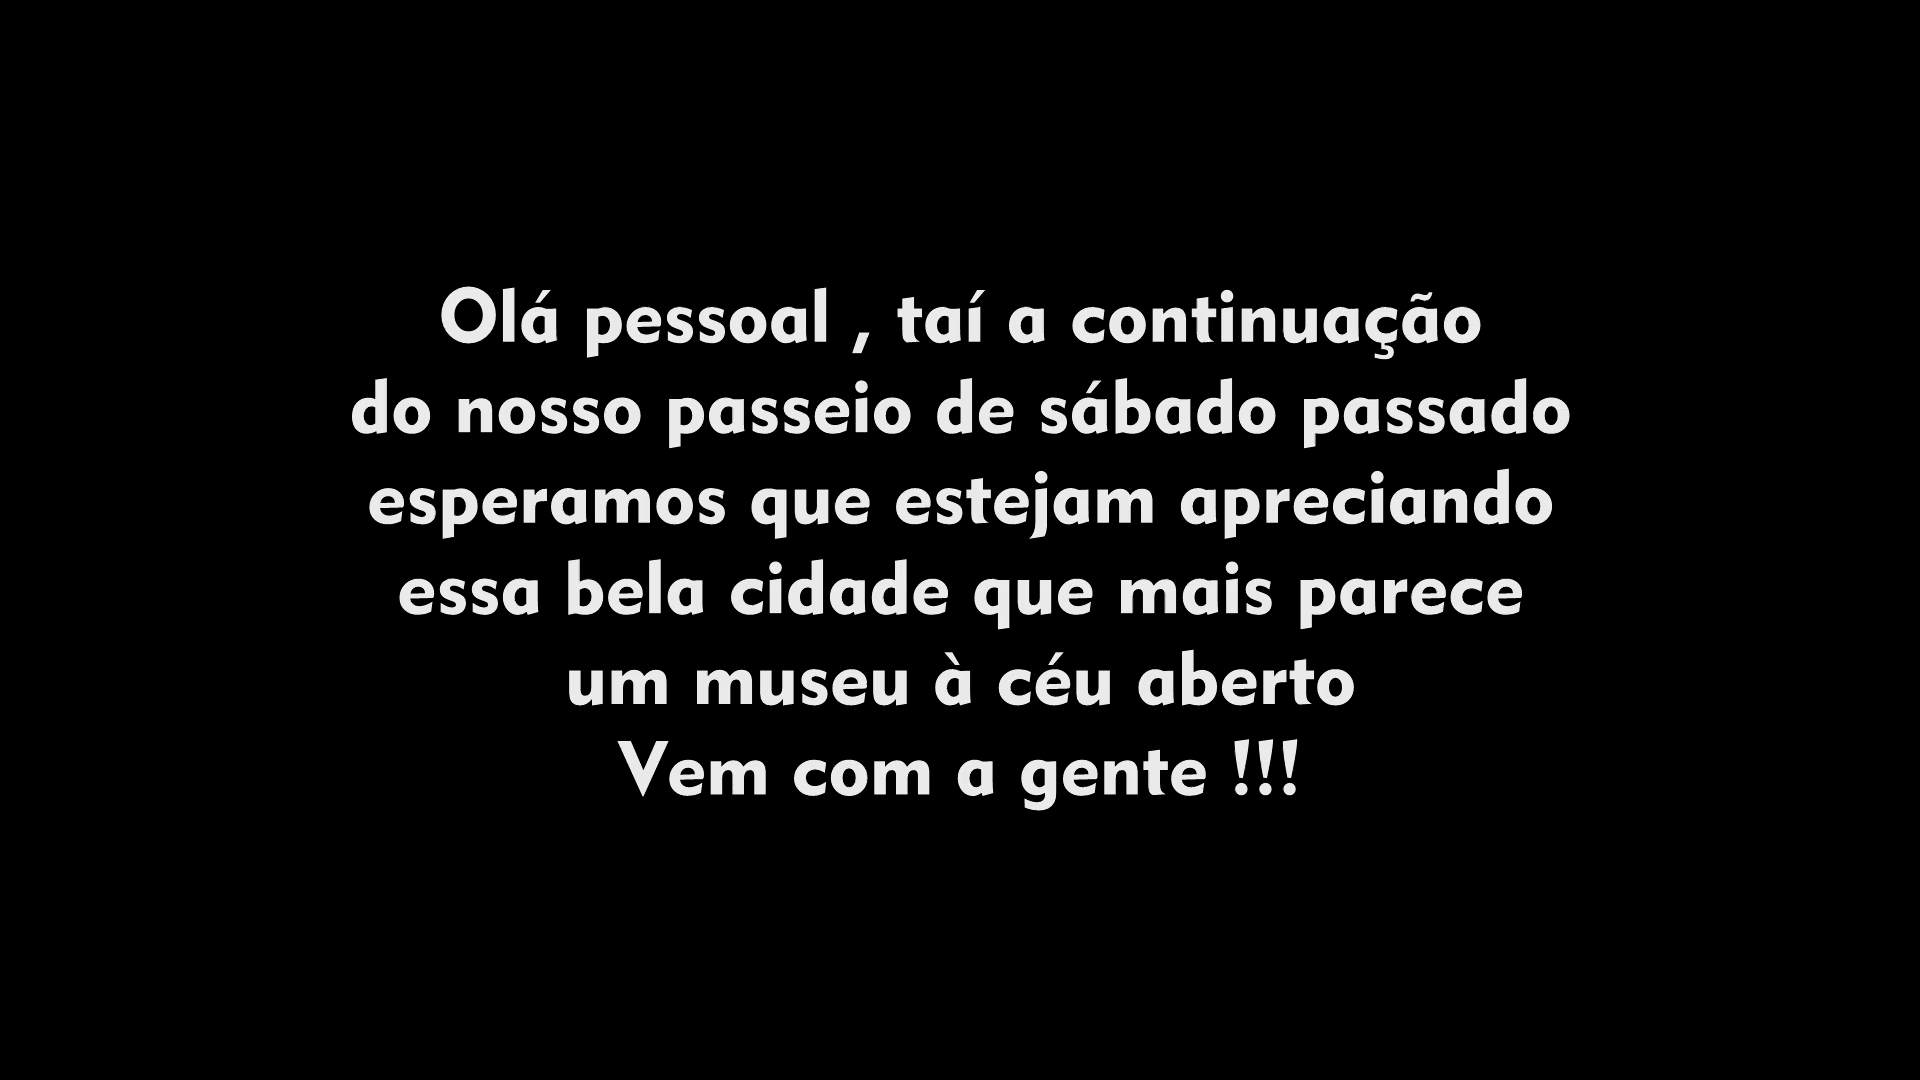 Olá pessoal , taí a continuação
do nosso passeio de sábado passado
esperamos que estejam apreciando
essa bela cidade que mais parece
um museu à céu aberto
Vem com a gente !!!